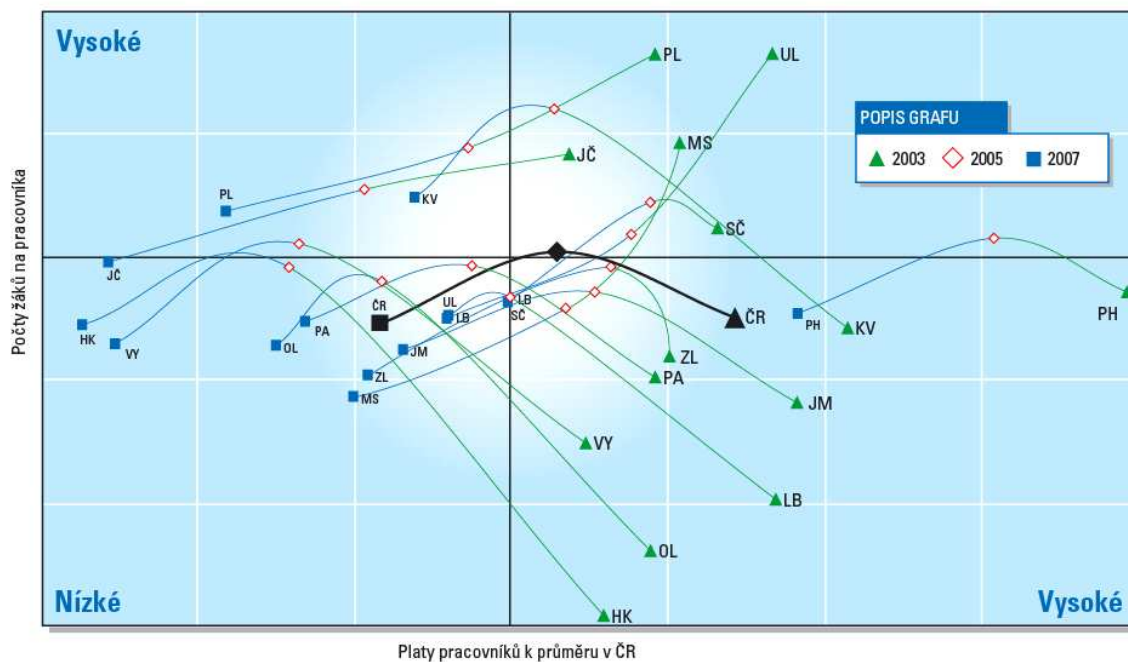 Vysoké
PL
UL
POPIS GRAFU
2003 2005 2007
MS
JČ
PL
KV
SČ
Počty žáků na pracovníka
JČ
ČR
UL
LB
LB
SČ
PH
PH
HK
VY
OL
PA
JM
ZL
MS
ČR
KV
ZL
PA
JM
VY
LB
OL
HK
Nízké
Vysoké
Platy pracovníků k průměru v ČR